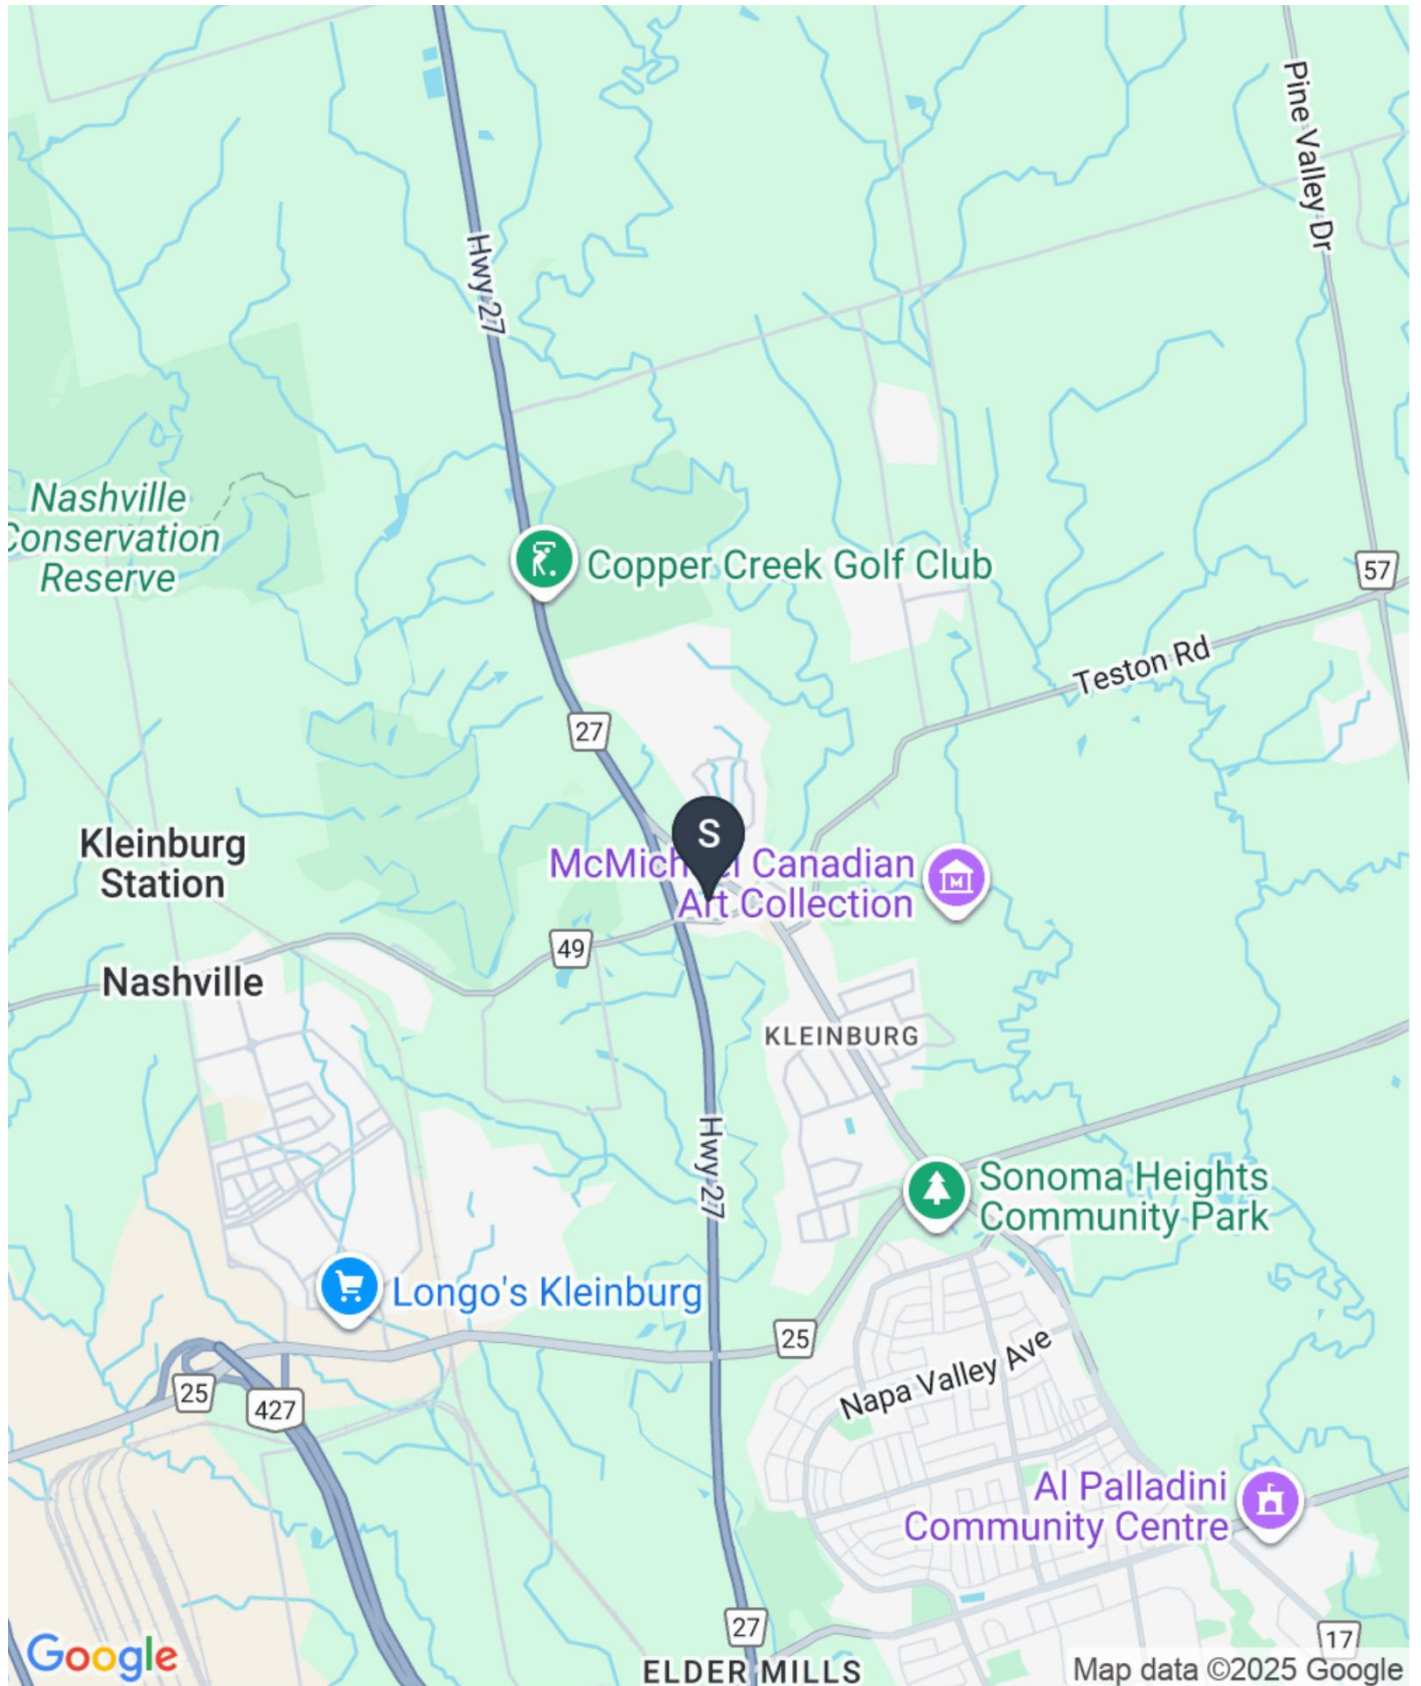 Pine Valley Dr
Hwy 27
Nashville
Conservation
Reserve
Copper Creek Golf Club
57
Teston Rd
27
S
Kleinburg
Station
McMichael Canadian
Art Collection
M
49
Nashville
KLEINBURG
Hwy 27
Sonoma Heights
Community Park
Longo's Kleinburg
25
25
427
Napa Valley Ave
Al Palladini
Community Centre
27
17
Google
ELDER MILLS
Map data ©2025 Google